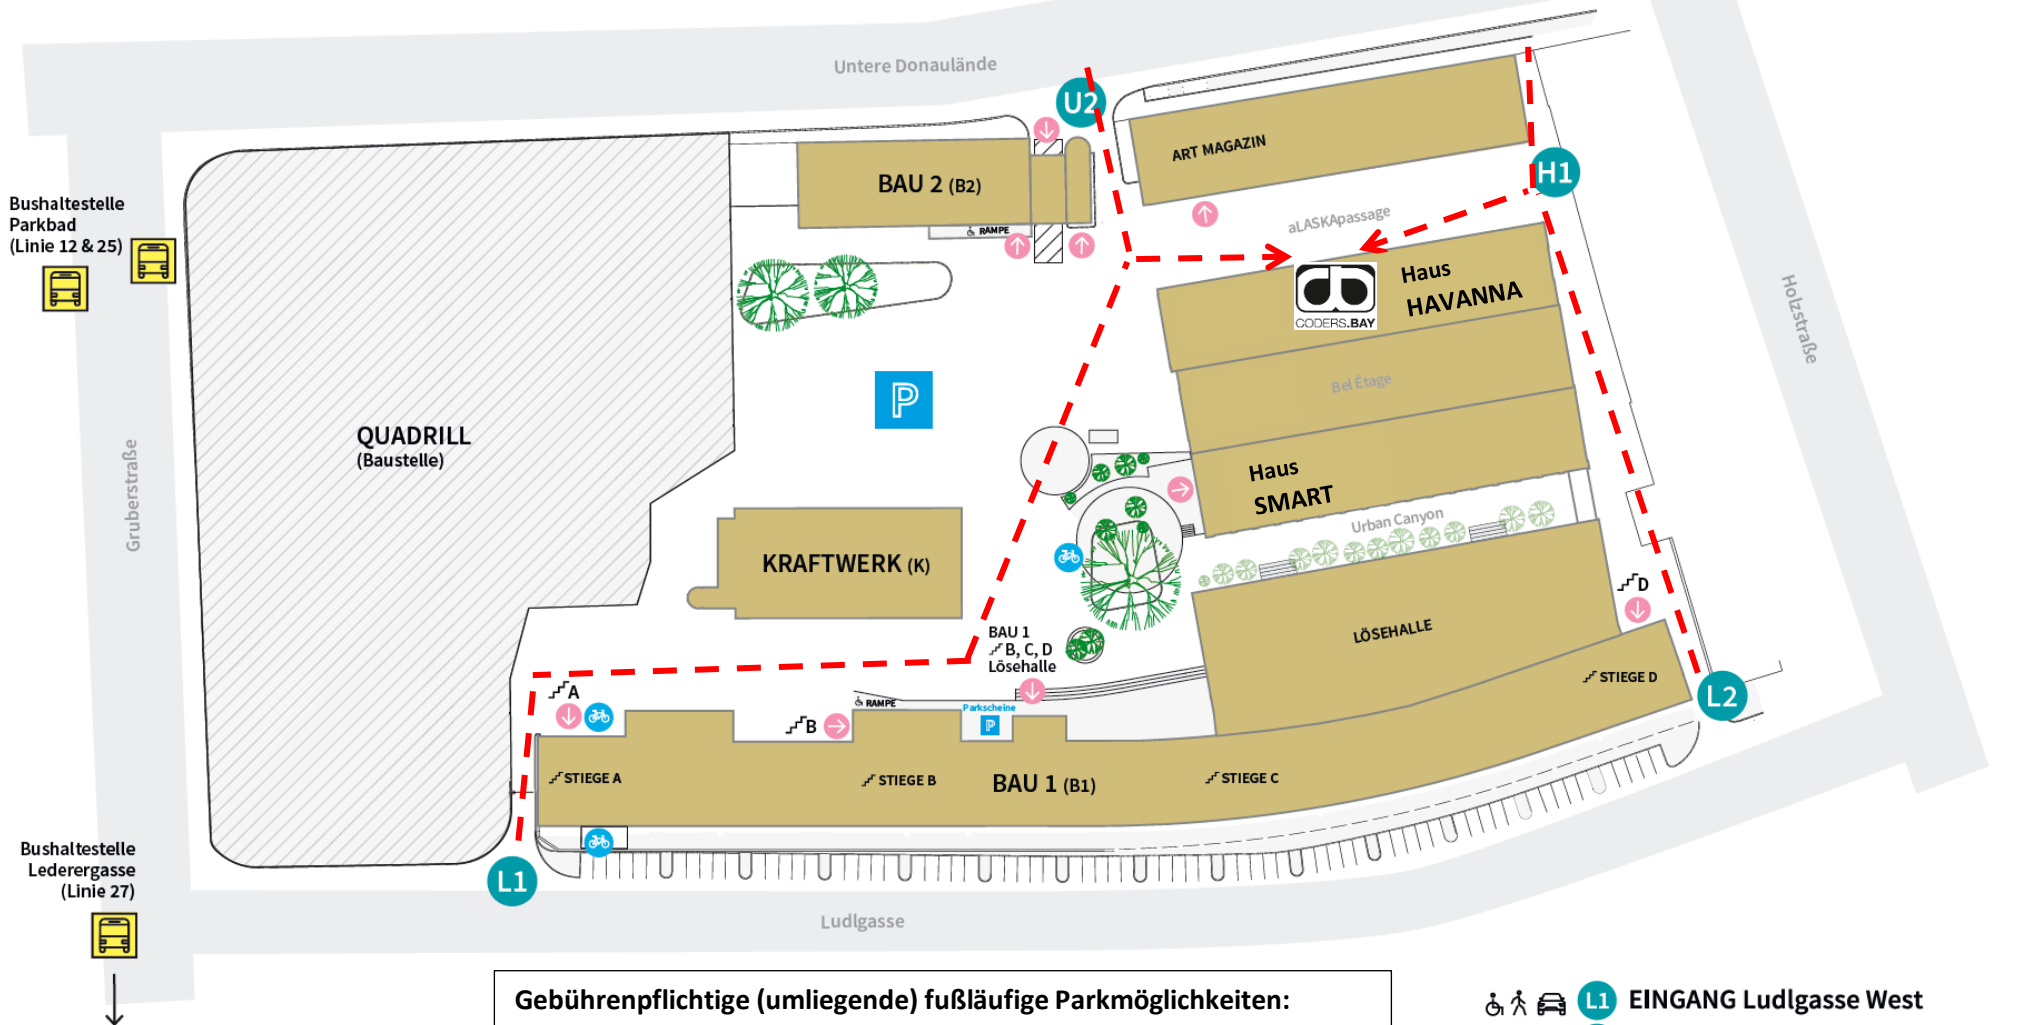 Untere Donaulände
U2
ART MAGAZIN
H1
BAU 2 (B2)
RAMPE
aLASKApassage
Bushaltestelle
Parkbad
(Linie 12 & 25)
Haus
HAVANNA
CODERS.BAY
Holzstraße
P
Bel Étage
QUADRILL
(Baustelle)
Gruberstraße
Haus
SMART
Urban Canyon
KRAFTWERK (K)
D
BAU 1
B, C, D
Lösehalle
LÖSEHALLE
A
RAMPE
Parkscheine
P
B
STIEGE D
L2
STIEGE A
STIEGE B
BAU 1 (B1)
STIEGE C
Bushaltestelle
Lederergasse
(Linie 27)
L1
Ludlgasse
Gebührenpflichtige (umliegende) fußläufige Parkmöglichkeiten:
L1 EINGANG Ludlgasse West